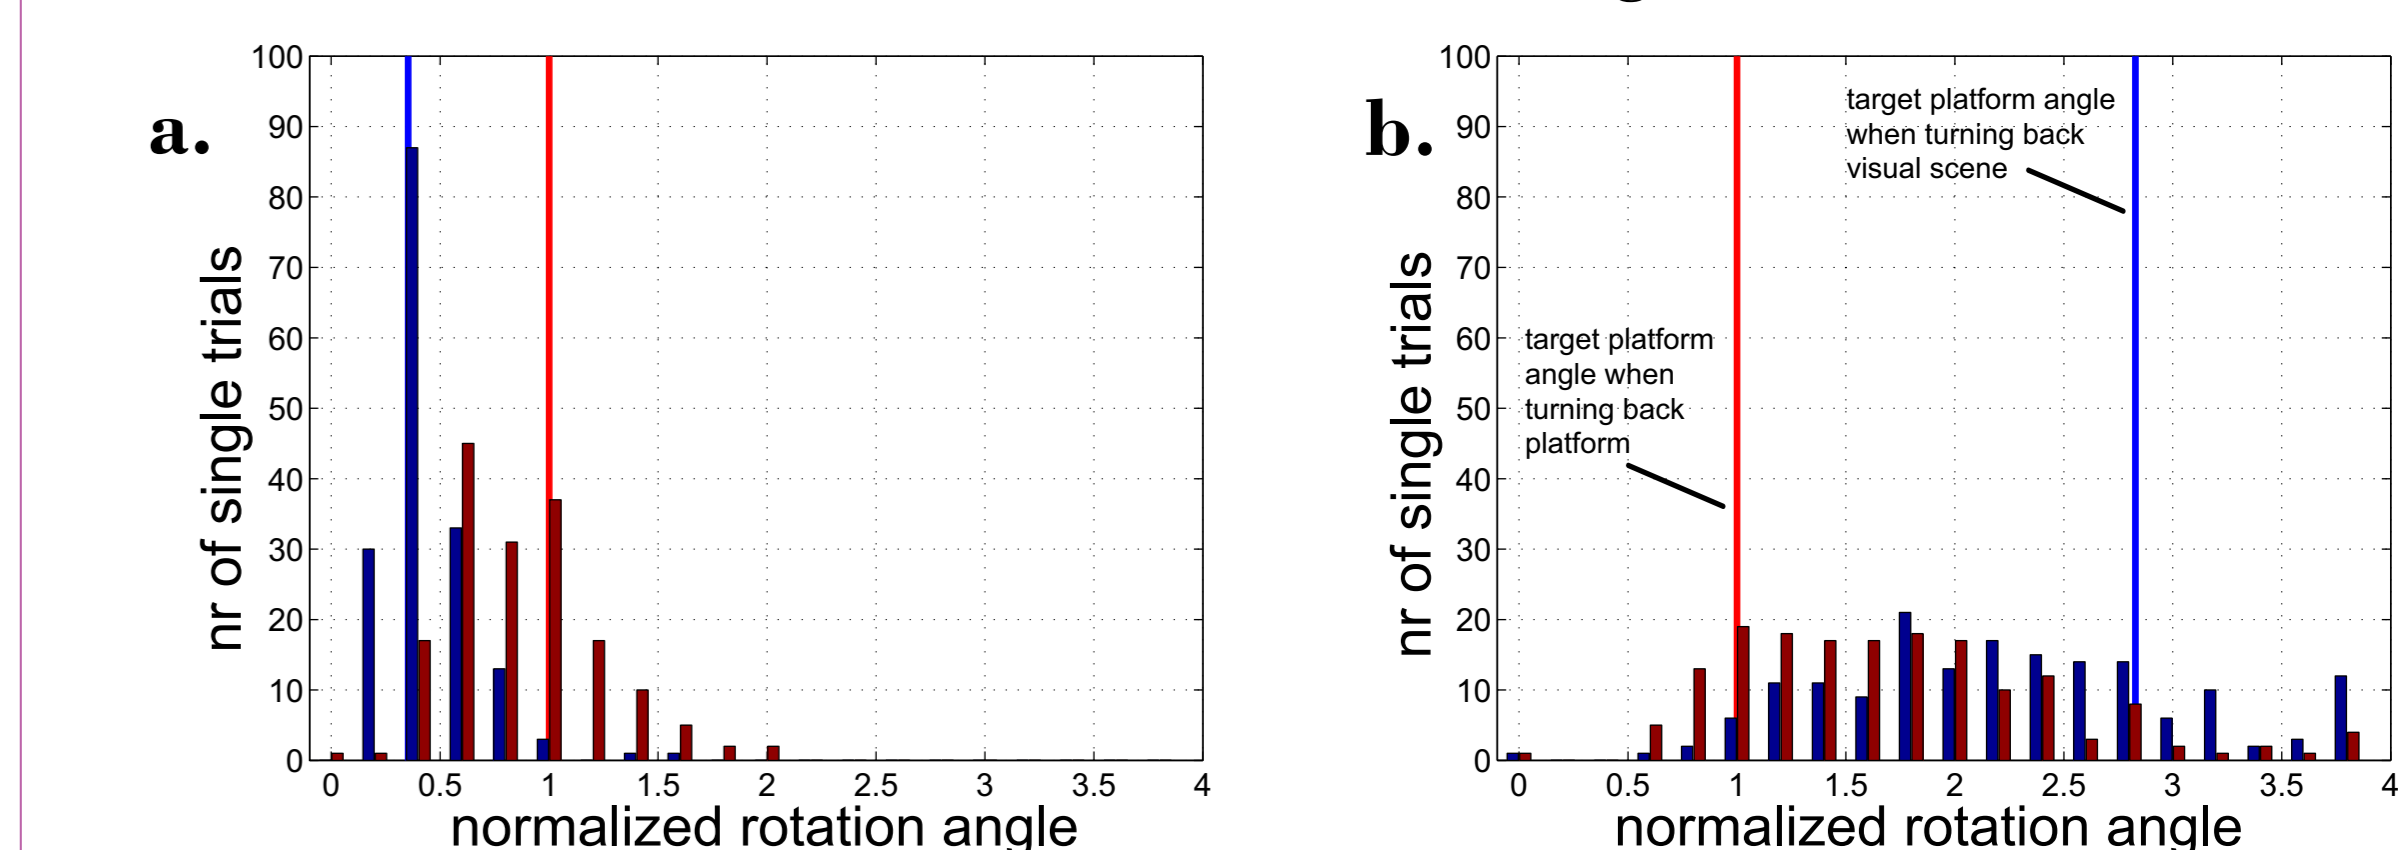 a.
100
90
80
70
60
50
40
30
20
10
0
nr of single trials
0 0.5 1 1.5 2 2.5 3 3.5 4
normalized rotation angle
b.
100
90
80
70
60
50
40
30
20
10
0
nr of single trials
target platform angle
when turning back
visual scene
target platform
angle when
turning back
platform
0 0.5 1 1.5 2 2.5 3 3.5 4
normalized rotation angle